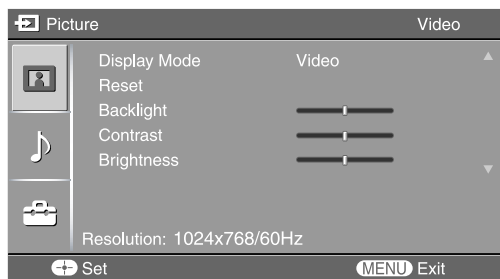 Picture Video
Display Mode Video
Reset
Backlight
Contrast
Brightness
Resolution: 1024x768/60Hz
Set MENU Exit